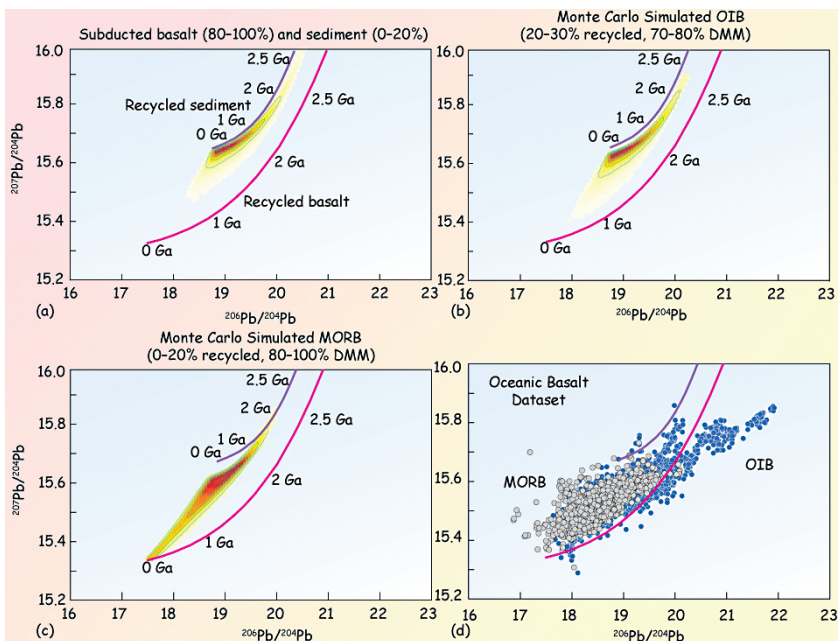 Subducted basalt (80–100%) and sediment (0–20%)
16.0
15.8
15.6
15.4
15.2
²⁰⁷Pb/²⁰⁴Pb
2.5 Ga
2 Ga
2.5 Ga
Recycled sediment
1 Ga
0 Ga
2 Ga
Recycled basalt
1 Ga
0 Ga
16 17 18 19 20 21 22 23
(a)
²⁰⁶Pb/²⁰⁴Pb
Monte Carlo Simulated OIB
(20–30% recycled, 70–80% DMM)
16.0
15.8
15.6
15.4
15.2
2.5 Ga
2 Ga
2.5 Ga
1 Ga
0 Ga
2 Ga
1 Ga
0 Ga
16 17 18 19 20 21 22 23
(b)
²⁰⁶Pb/²⁰⁴Pb
Monte Carlo Simulated MORB
(0–20% recycled, 80–100% DMM)
16.0
15.8
15.6
15.4
15.2
²⁰⁷Pb/²⁰⁴Pb
2.5 Ga
2 Ga
2.5 Ga
1 Ga
0 Ga
2 Ga
1 Ga
0 Ga
16 17 18 19 20 21 22 23
(c)
²⁰⁶Pb/²⁰⁴Pb
16.0
15.8
15.6
15.4
15.2
Oceanic Basalt
Dataset
MORB
OIB
16 17 18 19 20 21 22 23
(d)
²⁰⁶Pb/²⁰⁴Pb